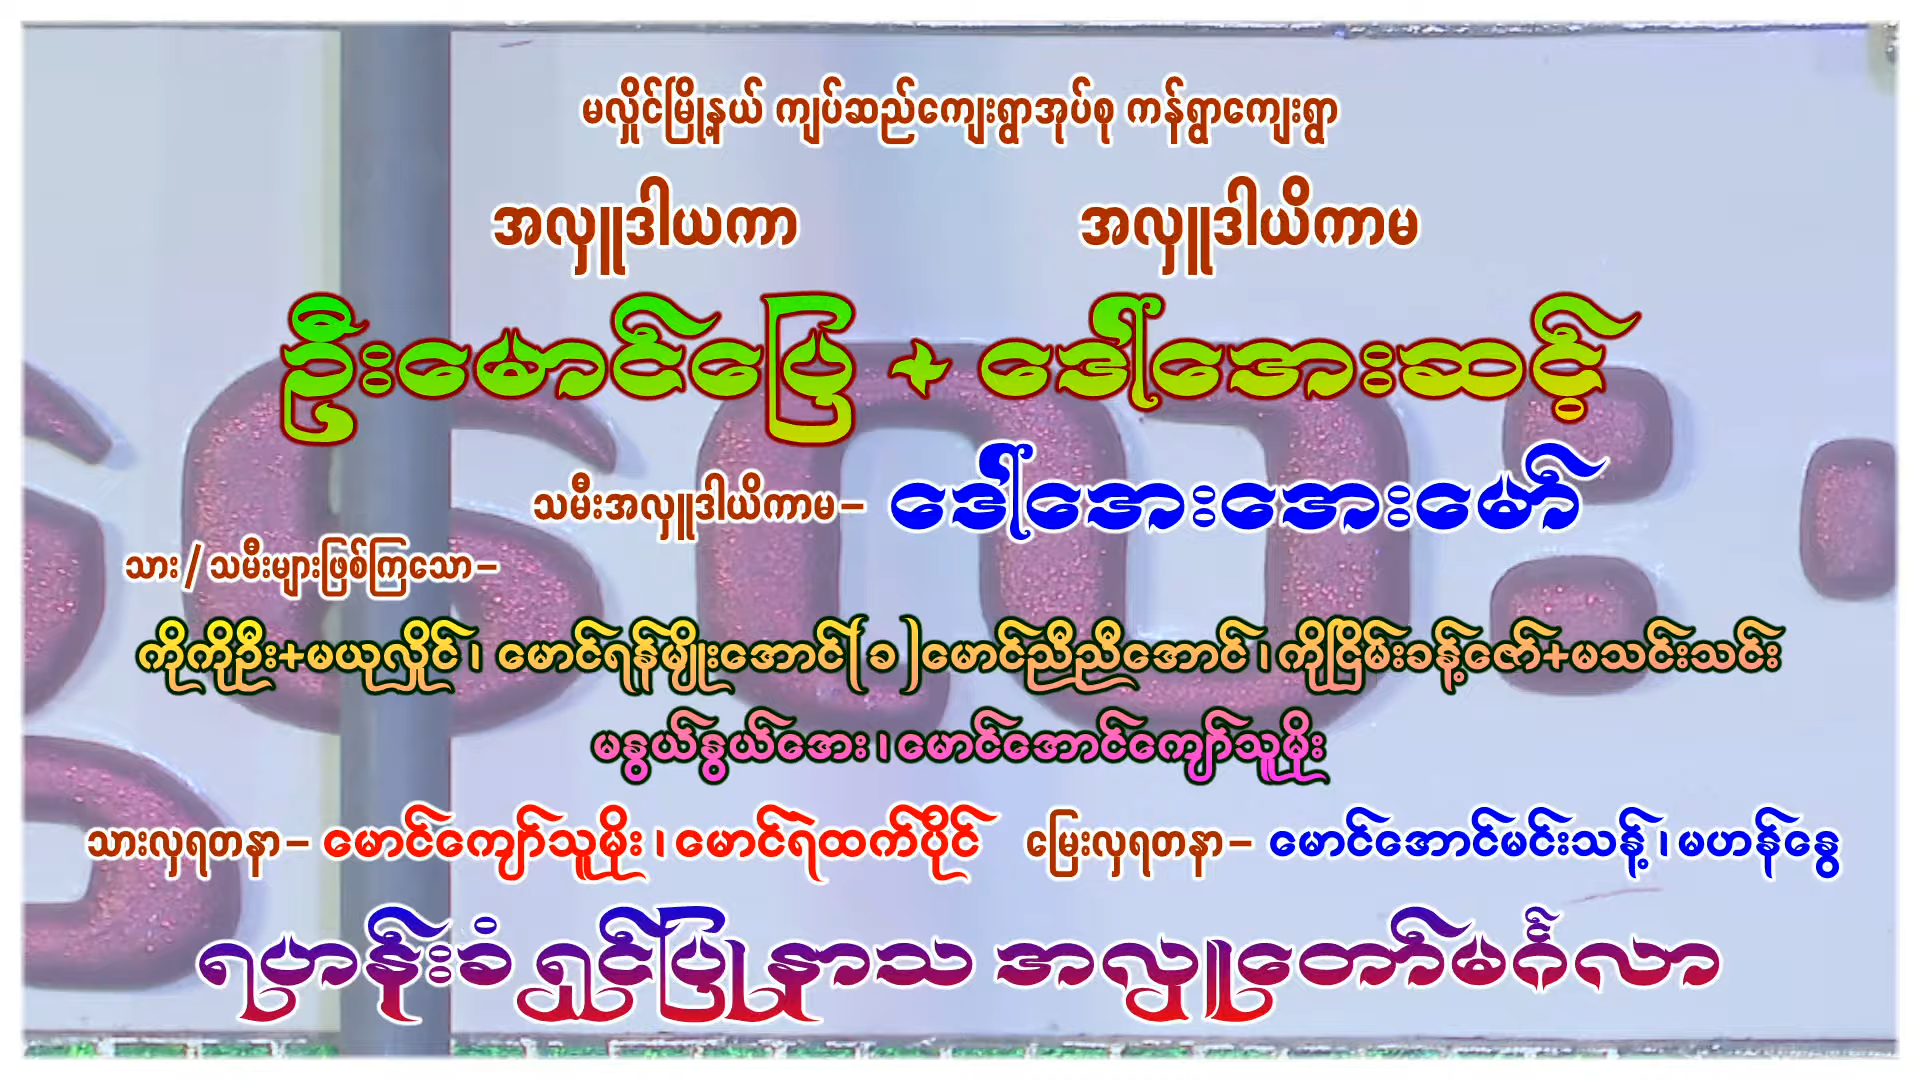 မလှိုင်မြို့နယ် ကျပ်ဆည်ကျေးရွာအုပ်စု ကန်ရွာကျေးရွာ
အလှူဒါယကာ အလှူဒါယိကာမ
ဦးမောင်ပြေ + ဒေါ်အေးဆင့်
သမီးအလှူဒါယိကာမ- ဒေါ်အေးအေးမော်
သား/သမီးများဖြစ်ကြသော-
ကိုကိုဦး+မယုလှိုင်၊ မောင်ရန်မျိုးအောင်(ခ)မောင်ညီညီအောင်၊ကိုငြိမ်းခန့်ဇော်+မသင်းသင်း
မနွယ်နွယ်အေး၊မောင်အောင်ကျော်သူမိုး
သားလှရတနာ- မောင်ကျော်သူမိုး၊မောင်ရဲထက်ပိုင် မြေးလှရတနာ- မောင်အောင်မင်းသန့်၊မဟန်နွေ
ရဟန်းခံ ရှင်ပြုနားသ အလှူတော်မင်္ဂလာ